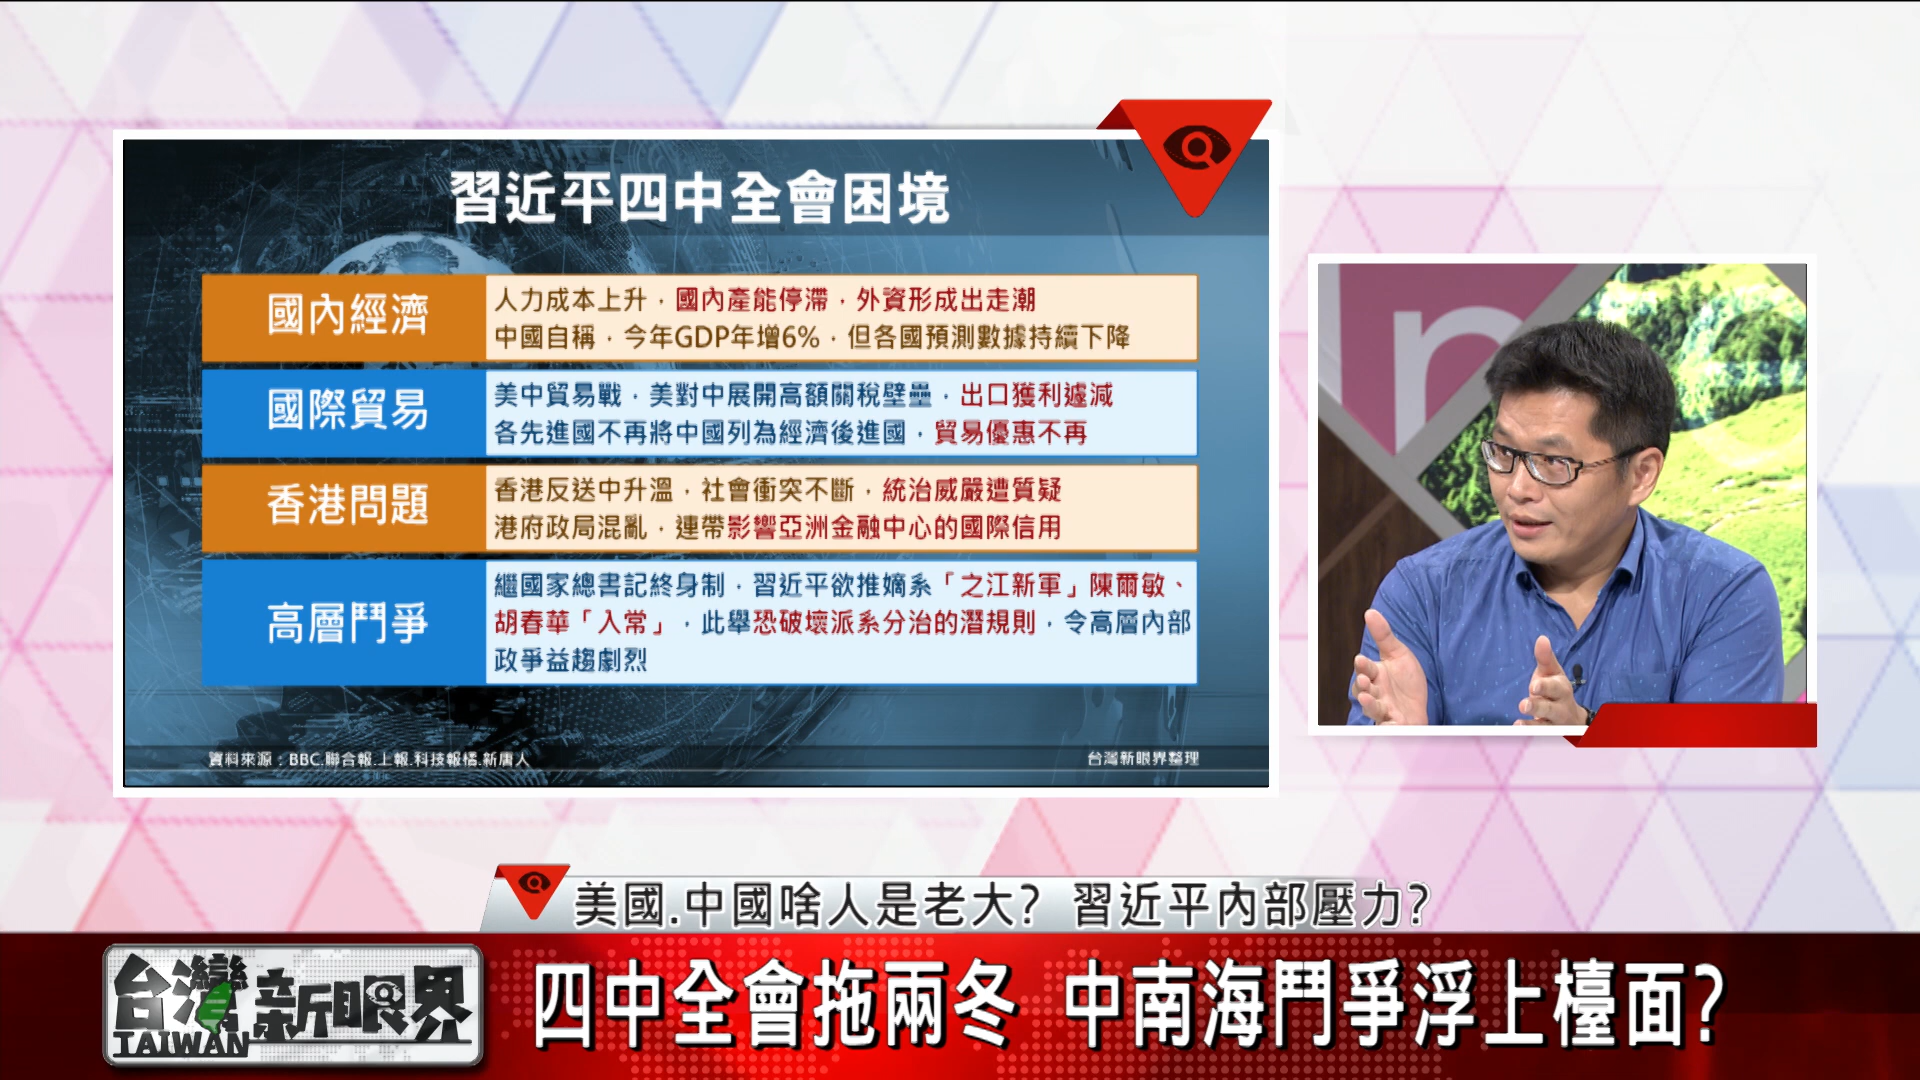 習近平四中全會困境
國內經濟
人力成本上升，國內產能停滯，外資形成出走潮
中國自稱，今年GDP年增6%，但各國預測數據持續下降
國際貿易
美中貿易戰，美對中展開高額關稅壁壘，出口獲利遽減
各先進國不再將中國列為經濟後進國，貿易優惠不再
香港問題
香港反送中升溫，社會衝突不斷，統治威嚴遭質疑
港府政局混亂，連帶影響亞洲金融中心的國際信用
高層鬥爭
繼國家總書記終身制，習近平欲推嫡系「之江新軍」陳爾敏、
胡春華「入常」，此舉恐破壞派系分治的潛規則，令高層內部
政爭益趨劇烈
資料來源：BBC.聯合報.上報.科技報橘.新唐人
台灣新眼界整理
n
美國.中國啥人是老大? 習近平內部壓力?
台灣新眼界
TAIWAN
四中全會拖兩冬 中南海鬥爭浮上檯面?